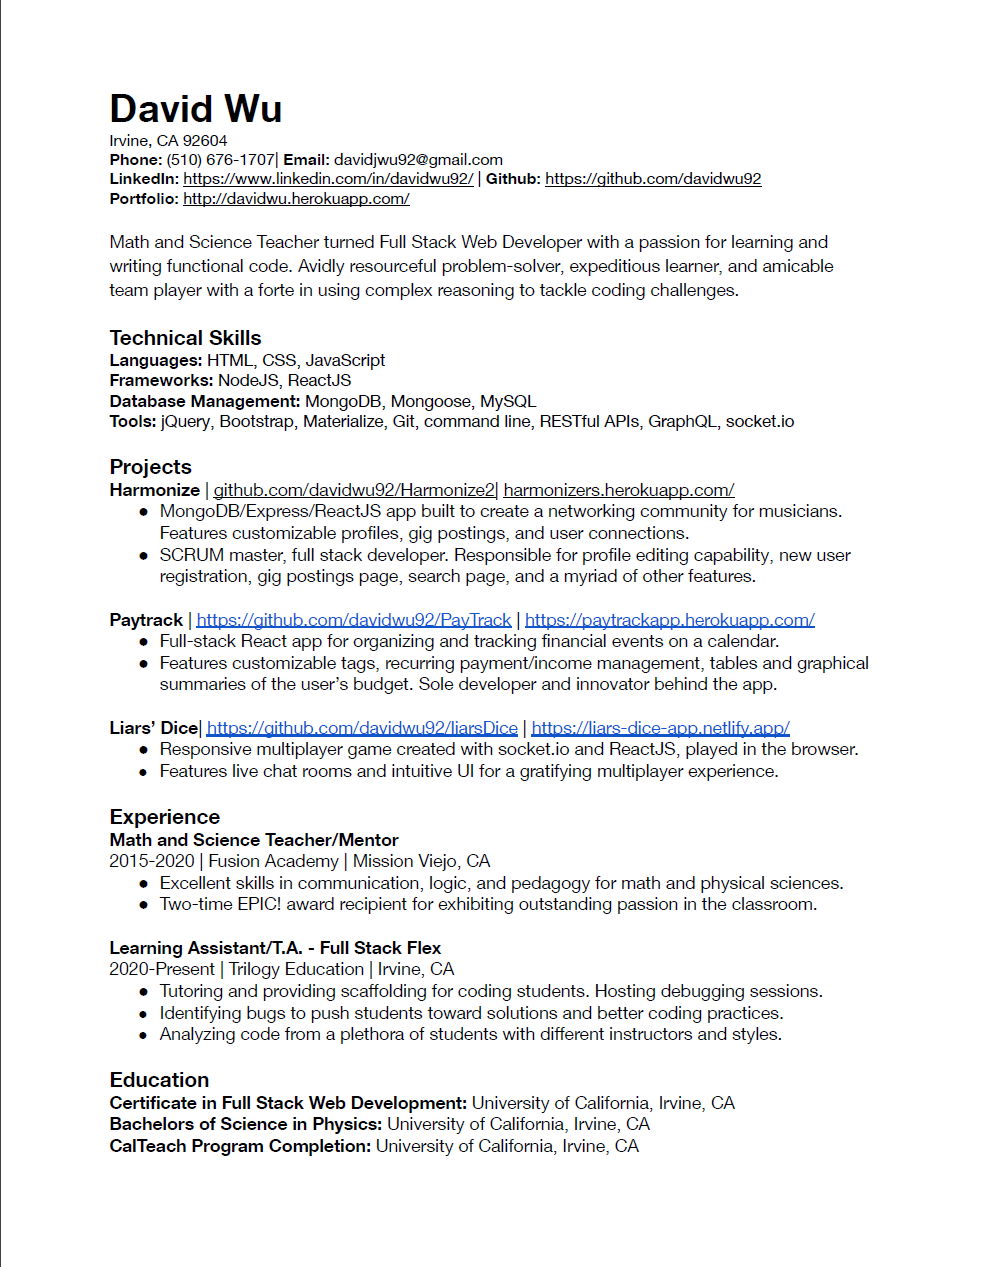 David Wu
Irvine, CA 92604
Phone: (510) 676-1707| Email: davidjwu92@gmail.com
LinkedIn: https://www.linkedin.com/in/davidwu92/ | Github: https://github.com/davidwu92
Portfolio: http://davidwu.herokuapp.com/
Math and Science Teacher turned Full Stack Web Developer with a passion for learning and
writing functional code. Avidly resourceful problem-solver, expeditious learner, and amicable
team player with a forte in using complex reasoning to tackle coding challenges.
Technical Skills
Languages: HTML, CSS, JavaScript
Frameworks: NodeJS, ReactJS
Database Management: MongoDB, Mongoose, MySQL
Tools: jQuery, Bootstrap, Materialize, Git, command line, RESTful APIs, GraphQL, socket.io
Projects
Harmonize | github.com/davidwu92/Harmonize2| harmonizers.herokuapp.com/
● MongoDB/Express/ReactJS app built to create a networking community for musicians.
Features customizable profiles, gig postings, and user connections.
● SCRUM master, full stack developer. Responsible for profile editing capability, new user
registration, gig postings page, search page, and a myriad of other features.
Paytrack | https://github.com/davidwu92/PayTrack | https://paytrackapp.herokuapp.com/
● Full-stack React app for organizing and tracking financial events on a calendar.
● Features customizable tags, recurring payment/income management, tables and graphical
summaries of the user's budget. Sole developer and innovator behind the app.
Liars' Dice| https://github.com/davidwu92/liarsDice | https://liars-dice-app.netlify.app/
● Responsive multiplayer game created with socket.io and ReactJS, played in the browser.
● Features live chat rooms and intuitive UI for a gratifying multiplayer experience.
Experience
Math and Science Teacher/Mentor
2015-2020 | Fusion Academy | Mission Viejo, CA
● Excellent skills in communication, logic, and pedagogy for math and physical sciences.
● Two-time EPIC! award recipient for exhibiting outstanding passion in the classroom.
Learning Assistant/T.A. - Full Stack Flex
2020-Present | Trilogy Education | Irvine, CA
● Tutoring and providing scaffolding for coding students. Hosting debugging sessions.
● Identifying bugs to push students toward solutions and better coding practices.
● Analyzing code from a plethora of students with different instructors and styles.
Education
Certificate in Full Stack Web Development: University of California, Irvine, CA
Bachelors of Science in Physics: University of California, Irvine, CA
CalTeach Program Completion: University of California, Irvine, CA